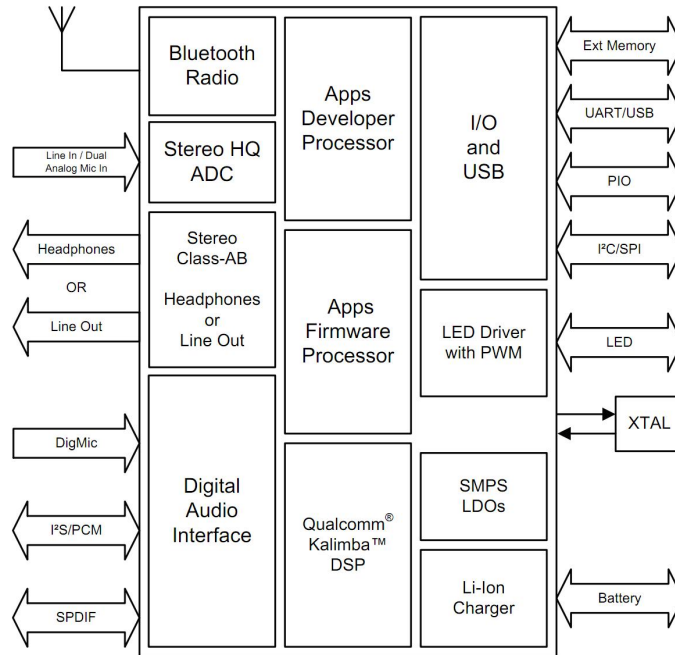 Bluetooth
Radio
Apps
Developer
Processor
I/O
and
USB
Ext Memory
UART/USB
PIO
I²C/SPI
Line In / Dual
Analog Mic In
Stereo HQ
ADC
Headphones
OR
Line Out
Stereo
Class-AB
Headphones
or
Line Out
Apps
Firmware
Processor
LED Driver
with PWM
LED
XTAL
DigMic
I²S/PCM
SPDIF
Digital
Audio
Interface
Qualcomm®
Kalimba™
DSP
SMPS
LDOs
Li-Ion
Charger
Battery